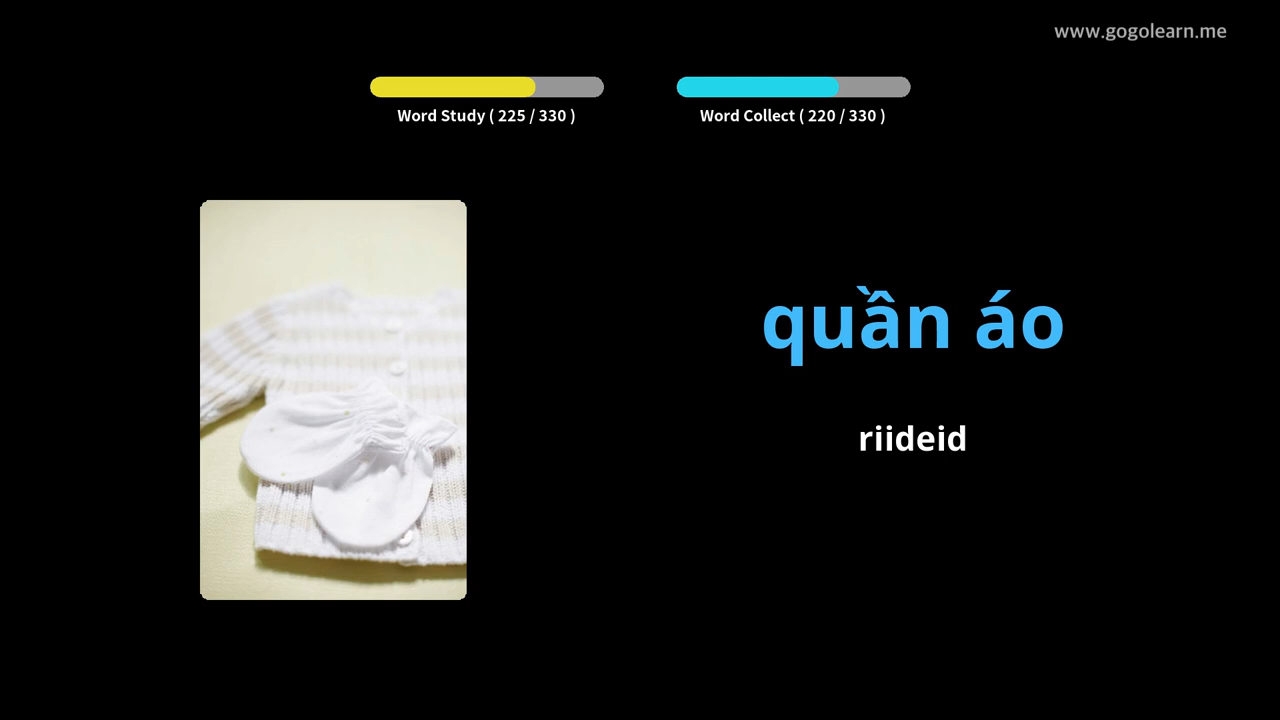 www.gogolearn.me
Word Study ( 225 / 330 )
Word Collect ( 220 / 330 )
quần áo
riideid